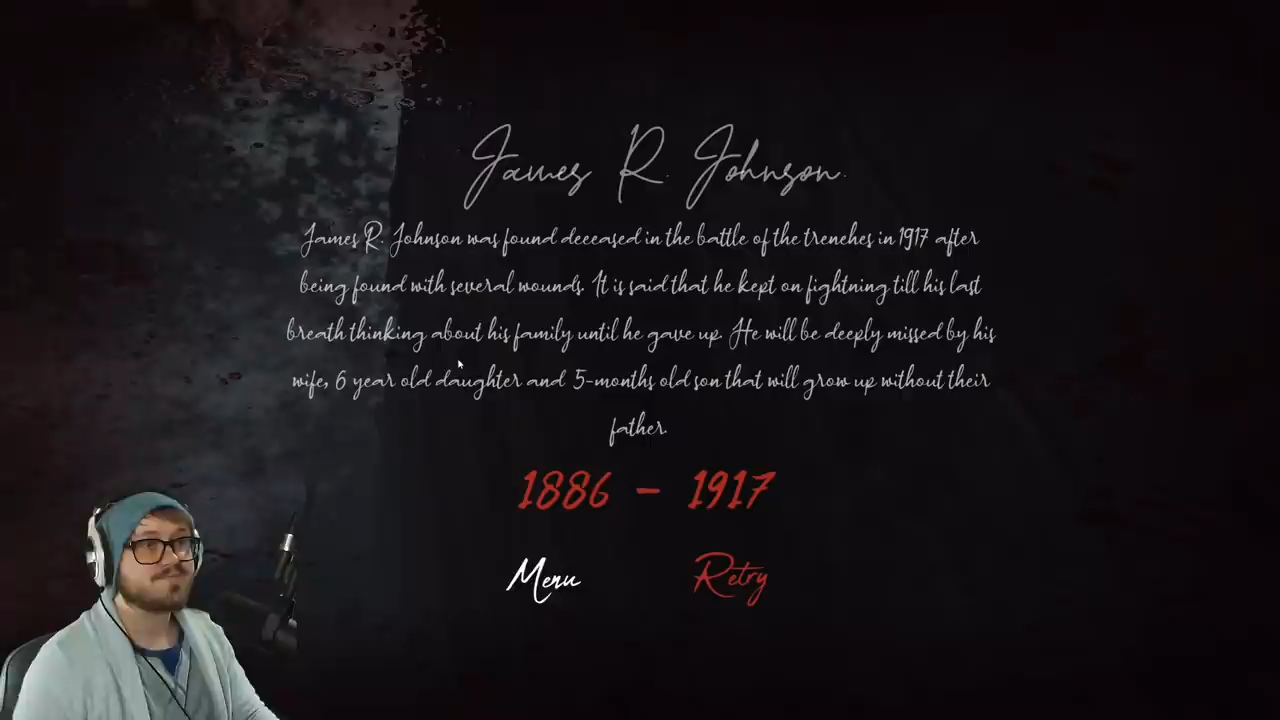 James R. Johnson.
James R. Johnson was found deceased in the battle of the trenches in 1917 after
being found with several wounds. It is said that he kept on fightning till his last
breath thinking about his family until he gave up. He will be deeply missed by his
wife, 6 year old daughter and 5-months old son that will grow up without their
father.
1886 - 1917
Menu Retry